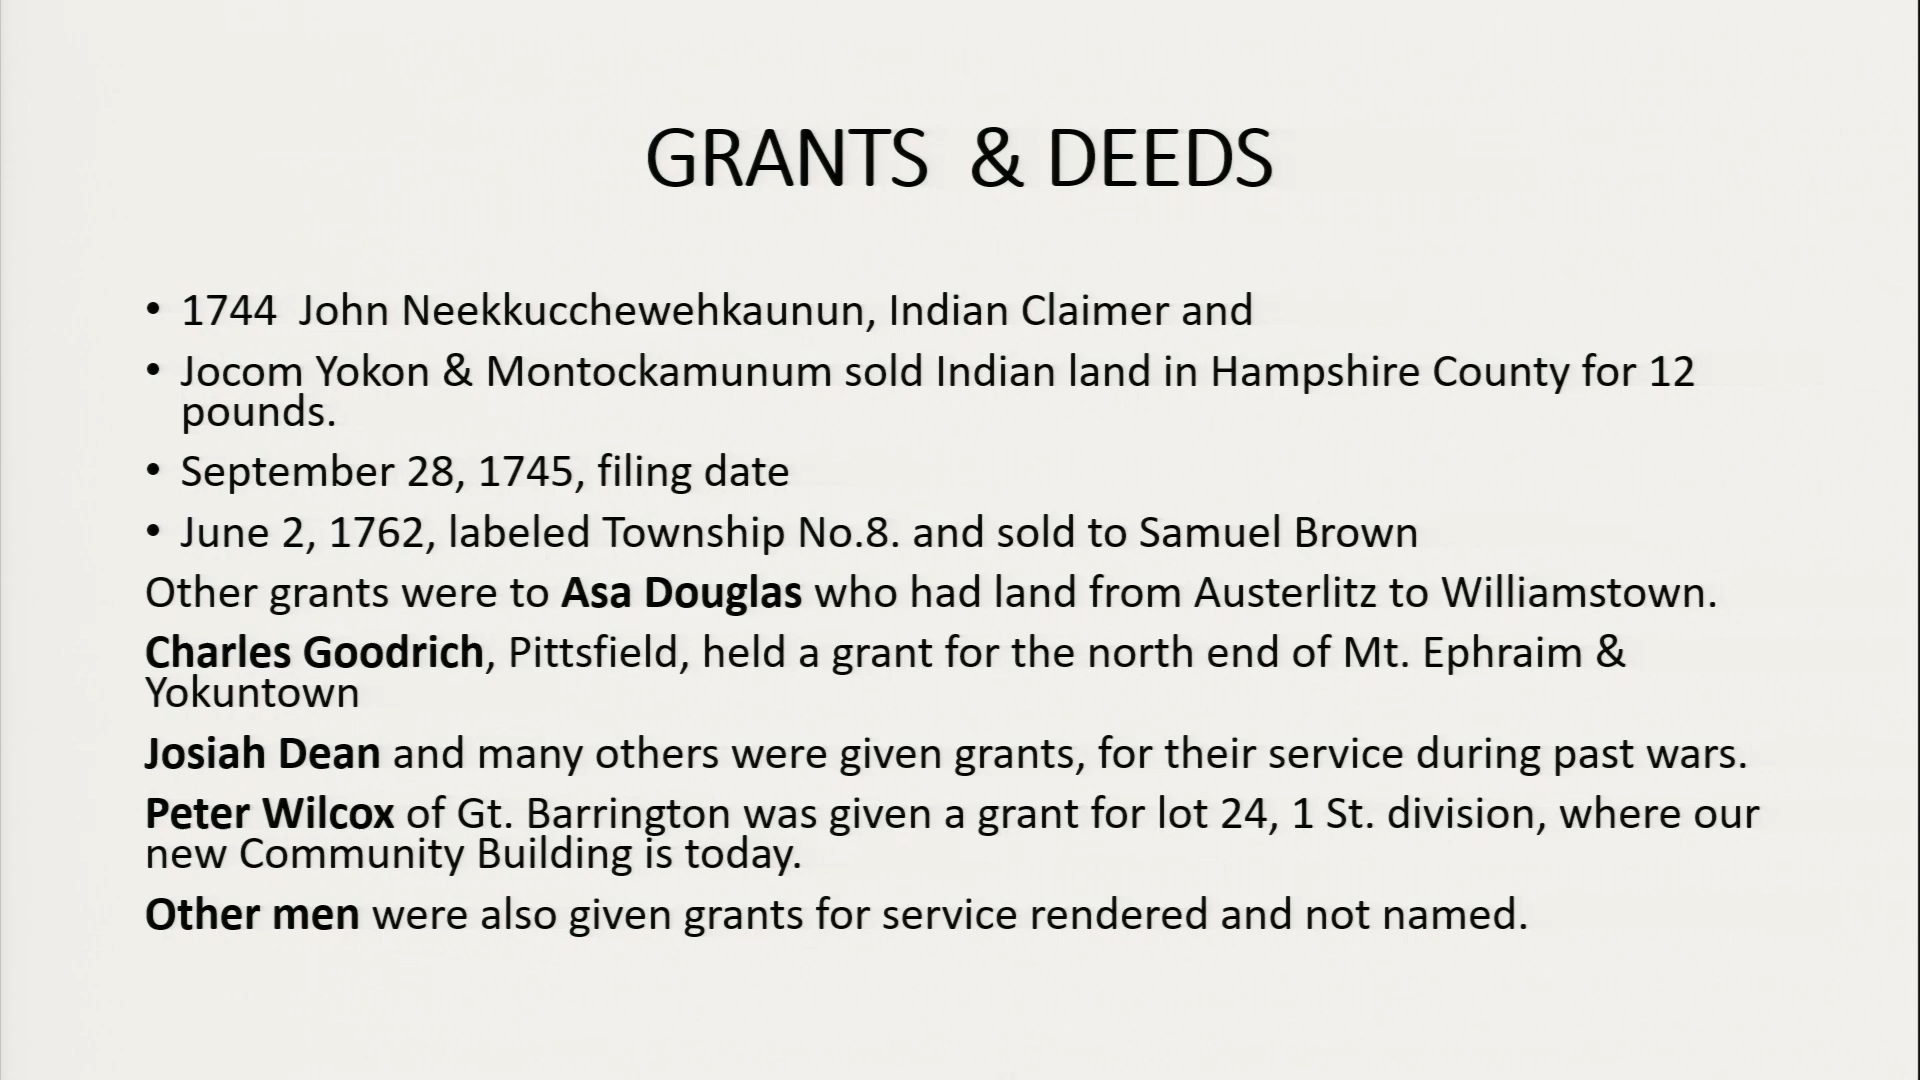 GRANTS & DEEDS
• 1744 John Neekkucchewehkaunun, Indian Claimer and
• Jocom Yokon & Montockamunum sold Indian land in Hampshire County for 12
pounds.
• September 28, 1745, filing date
• June 2, 1762, labeled Township No.8. and sold to Samuel Brown
Other grants were to Asa Douglas who had land from Austerlitz to Williamstown.
Charles Goodrich, Pittsfield, held a grant for the north end of Mt. Ephraim &
Yokuntown
Josiah Dean and many others were given grants, for their service during past wars.
Peter Wilcox of Gt. Barrington was given a grant for lot 24, 1 St. division, where our
new Community Building is today.
Other men were also given grants for service rendered and not named.